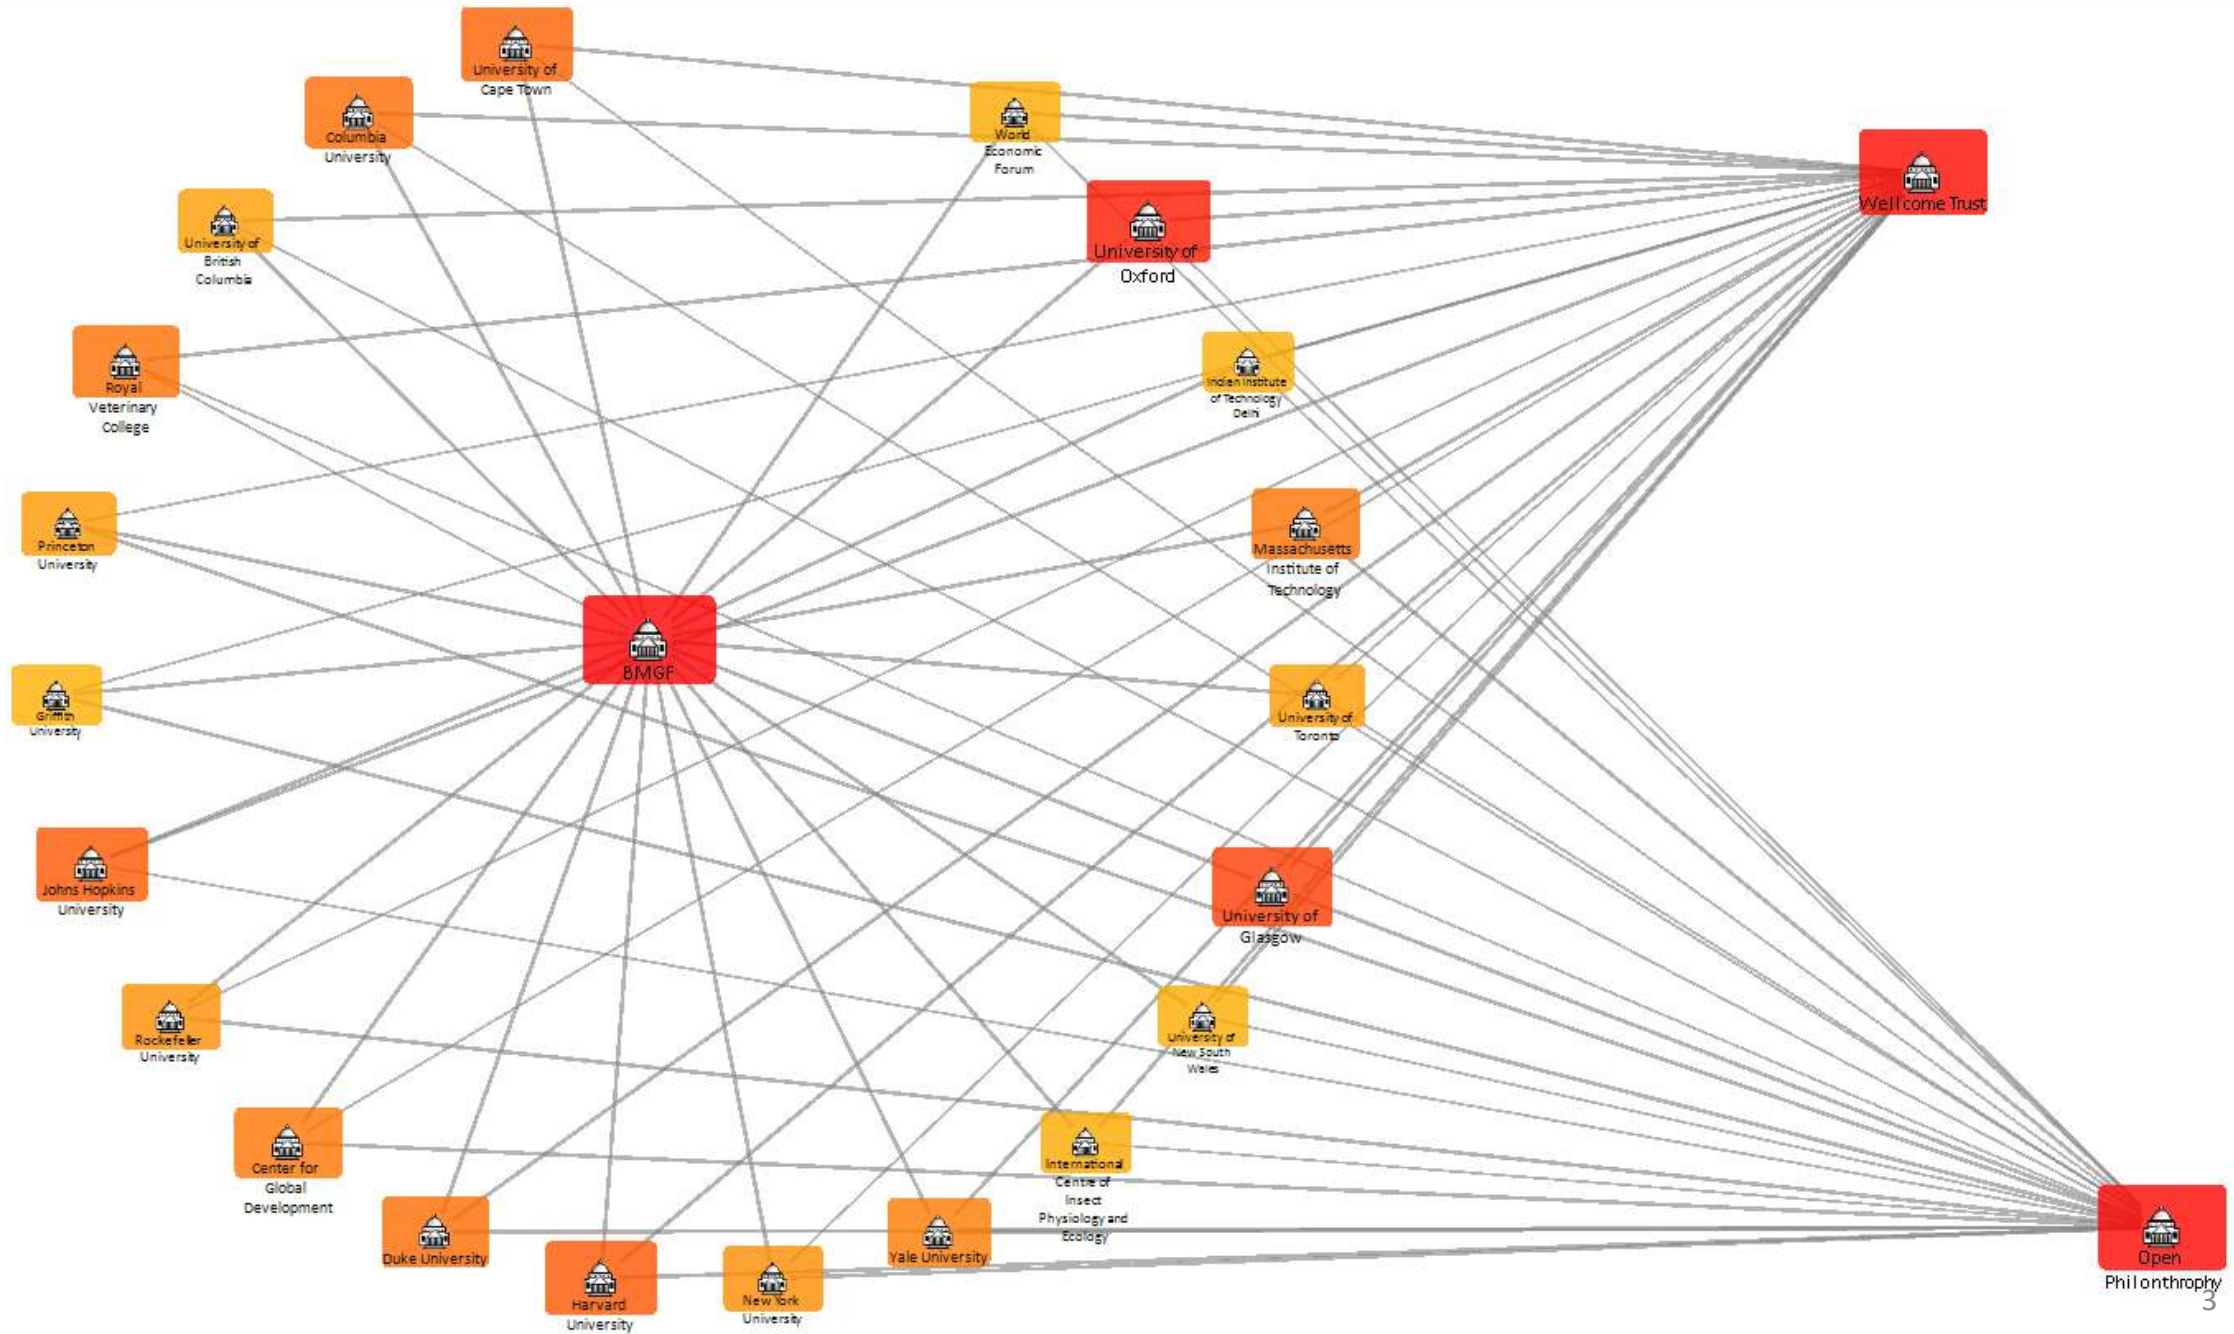 University of
Cape Town
Columbia
University
World
Economic
Forum
Wellcome Trust
University of
British
Columbia
University of
Oxford
Royal
Veterinary
College
Indian Institute
of Technology
Delhi
Princeton
University
Massachusetts
Institute of
Technology
BMGF
Griffith
University
University of
Toronto
Johns Hopkins
University
University of
Glasgow
Rockefeller
University
University of
New South
Wales
Center for
Global
Development
International
Centre of
Insect
Physiology and
Ecology
Duke University
Yale University
Harvard
University
New York
University
Open
Philonthrophy
3